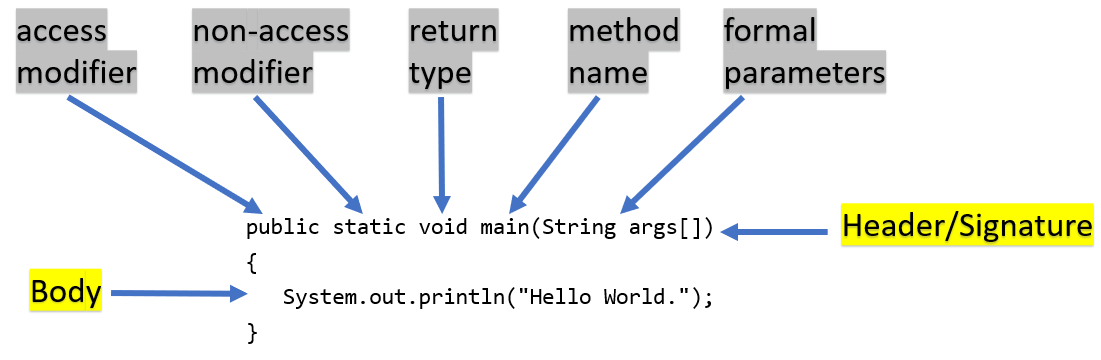 access
modifier
non-access
modifier
return
type
method
name
formal
parameters
public static void main(String args[])
Header/Signature
{
Body
System.out.println("Hello World.");
}